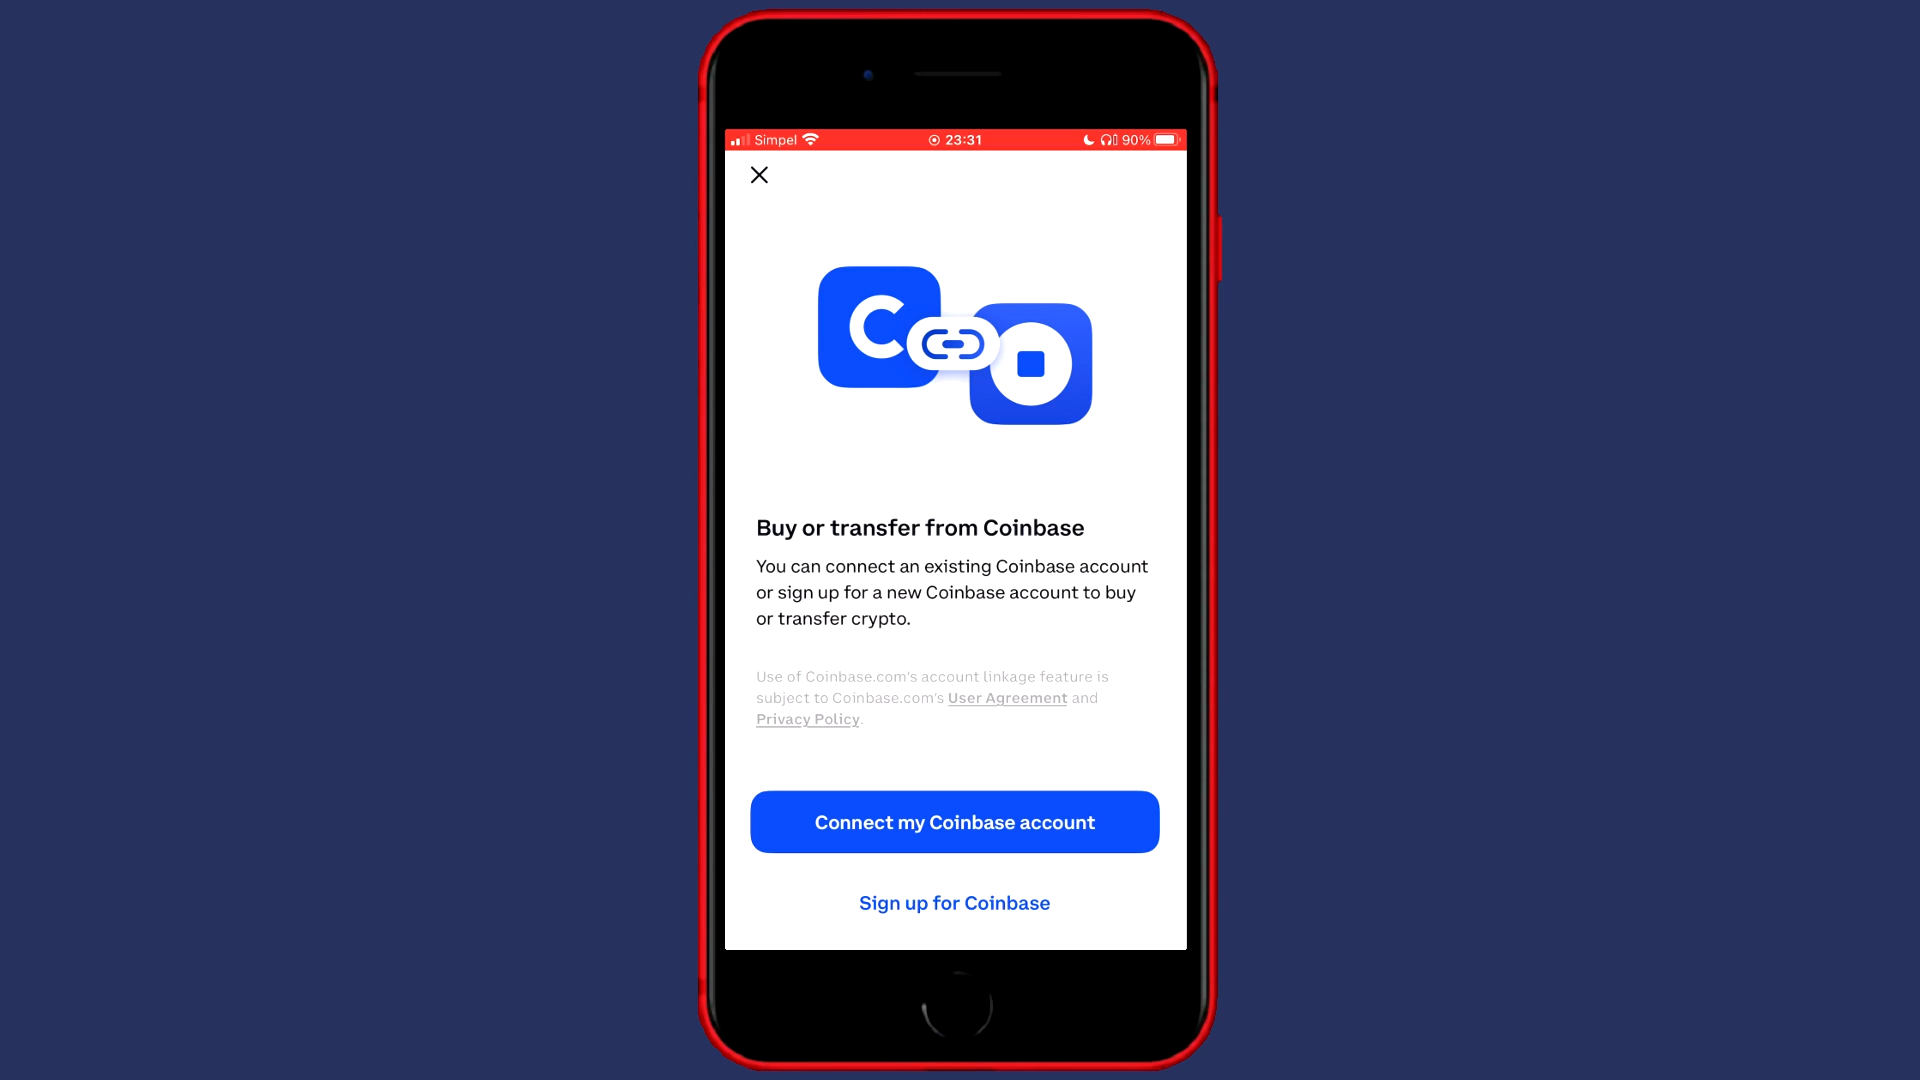 Simpel 23:31 90%
Buy or transfer from Coinbase
You can connect an existing Coinbase account
or sign up for a new Coinbase account to buy
or transfer crypto.
Use of Coinbase.com's account linkage feature is
subject to Coinbase.com's User Agreement and
Privacy Policy.
Connect my Coinbase account
Sign up for Coinbase